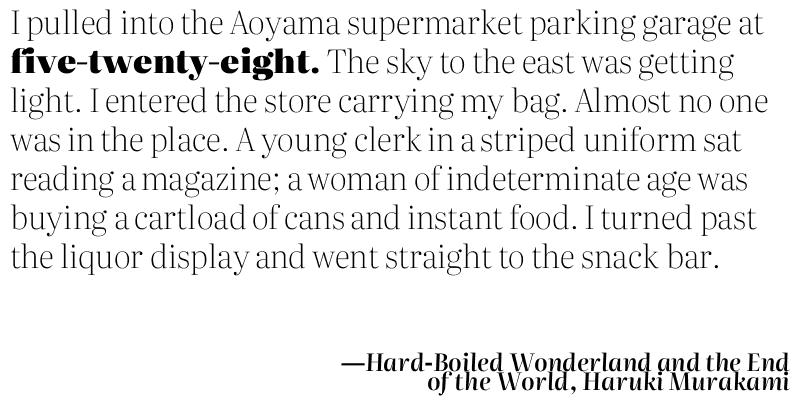 I pulled into the Aoyama supermarket parking garage at
five-twenty-eight. The sky to the east was getting
light. I entered the store carrying my bag. Almost no one
was in the place. A young clerk in a striped uniform sat
reading a magazine; a woman of indeterminate age was
buying a cartload of cans and instant food. I turned past
the liquor display and went straight to the snack bar.
—Hard-Boiled Wonderland and the End
of the World, Haruki Murakami